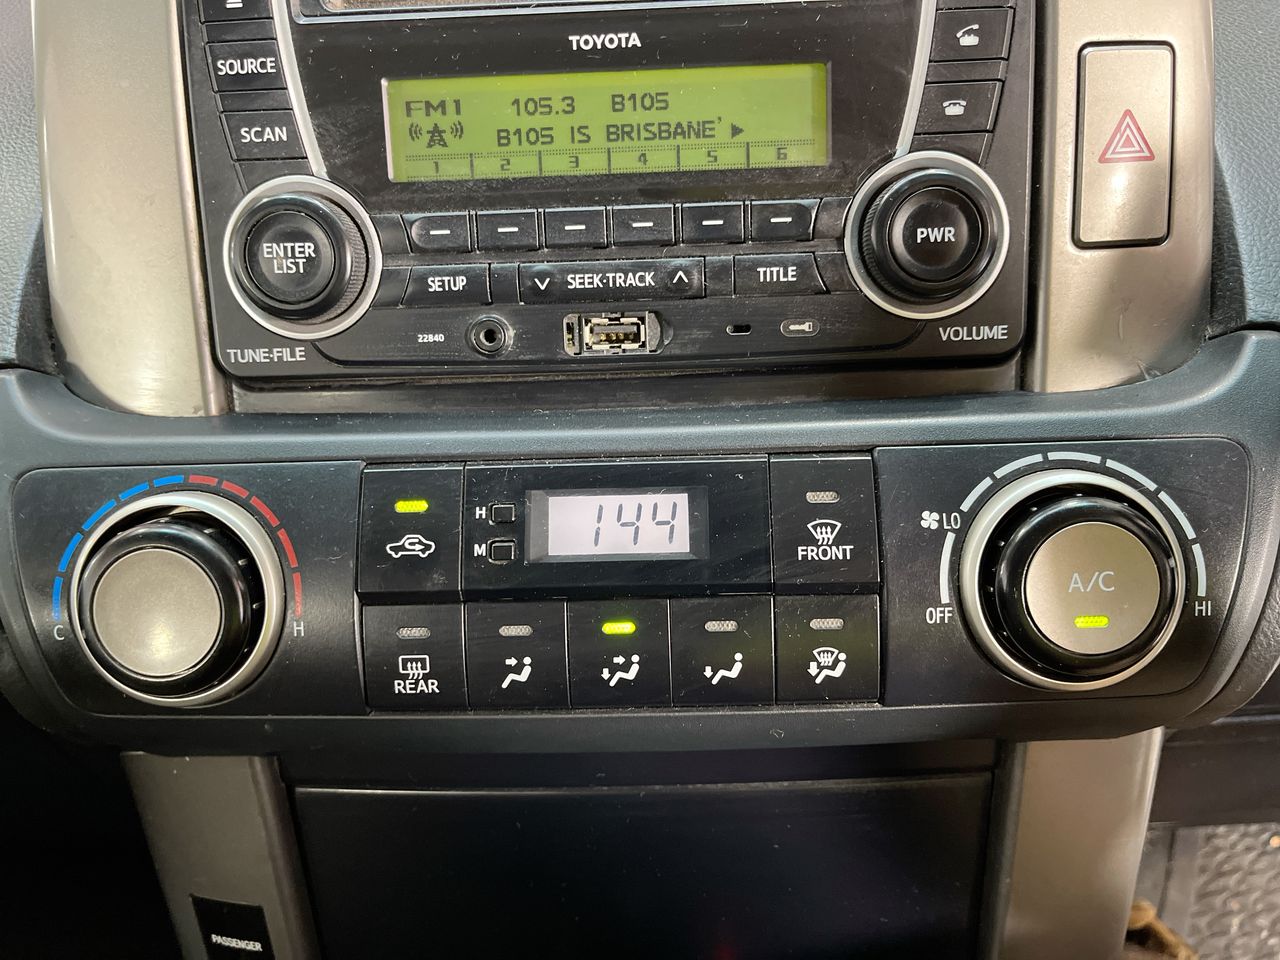 TOYOTA
SOURCE
SCAN
FM1 105.3 B105
B105 IS BRISBANE'
1 2 3 4 5 6
ENTER
LIST
PWR
SETUP
SEEK·TRACK
TITLE
22840
TUNE·FILE
VOLUME
H
M
144
FRONT
LO
A/C
OFF
HI
C
H
REAR
PASSENGER